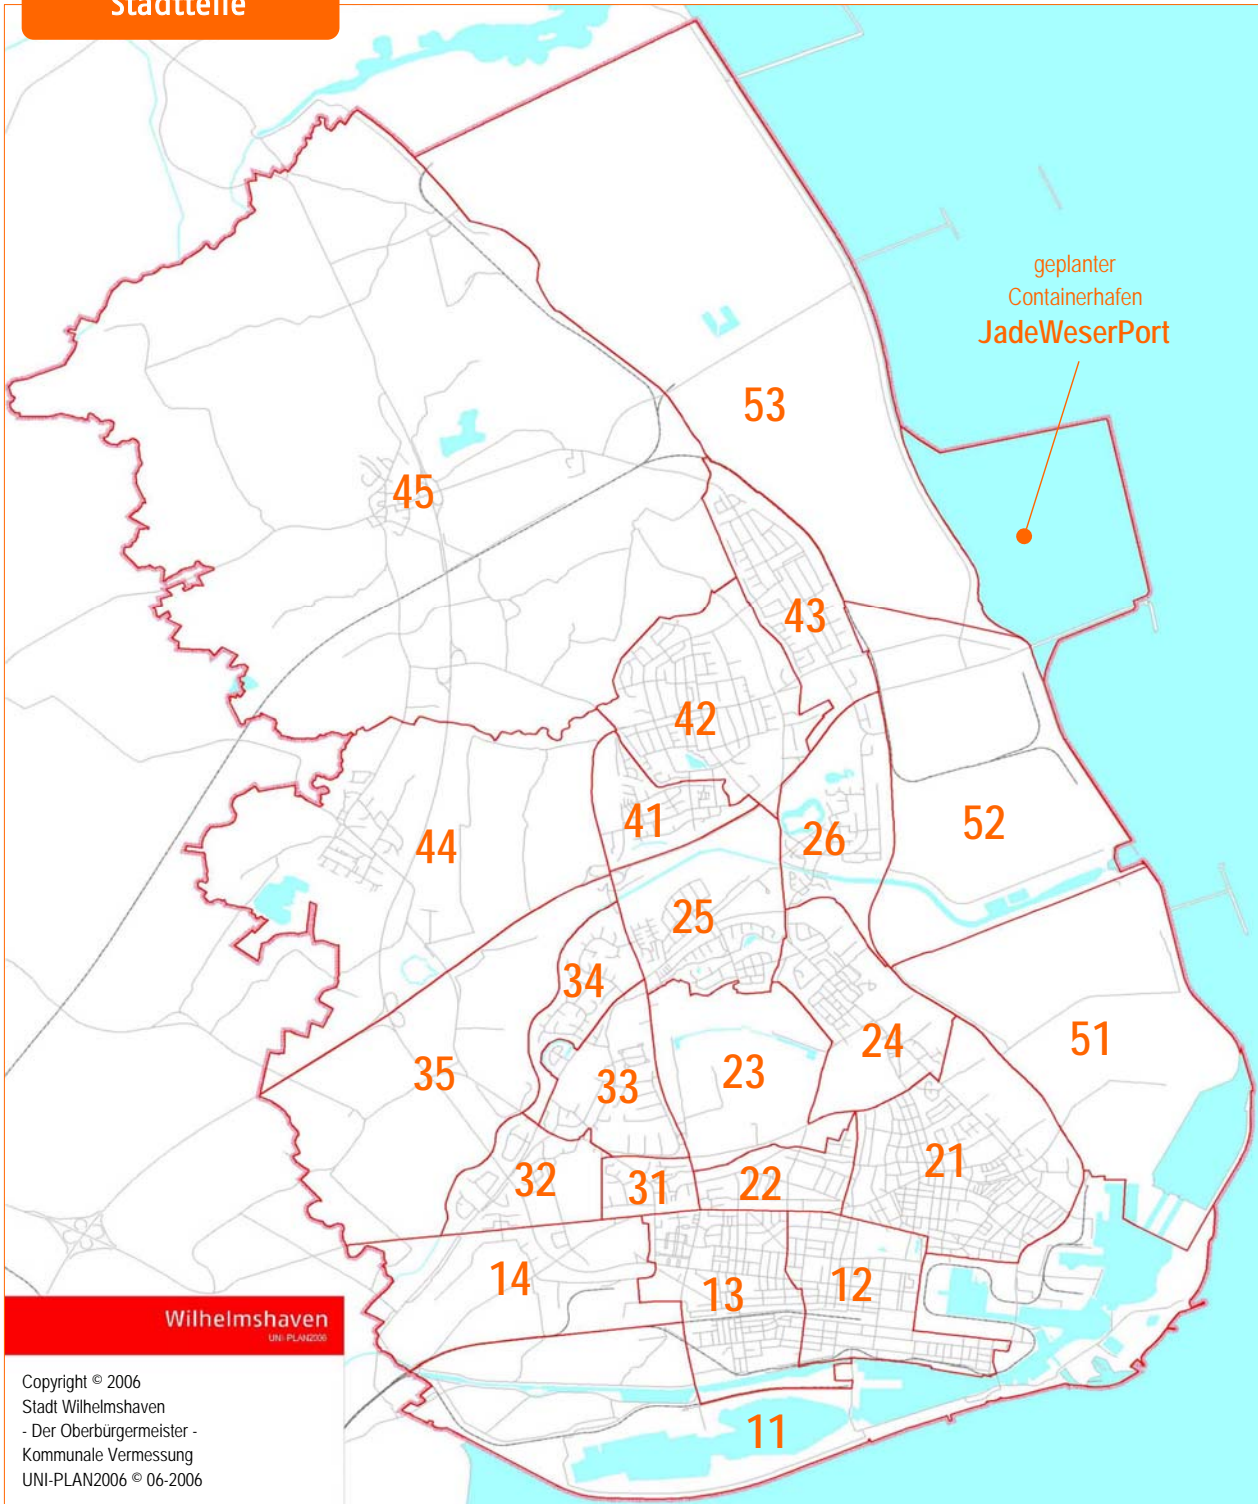 Stadtteile
geplanter
Containerhafen
JadeWeserPort
53
45
43
42
41
26
52
44
25
34
24
51
35
33
23
21
32
31
22
14
13
12
11
Wilhelmshaven
UNI-PLAN2006
Copyright © 2006
Stadt Wilhelmshaven
- Der Oberbürgermeister -
Kommunale Vermessung
UNI-PLAN2006 © 06-2006